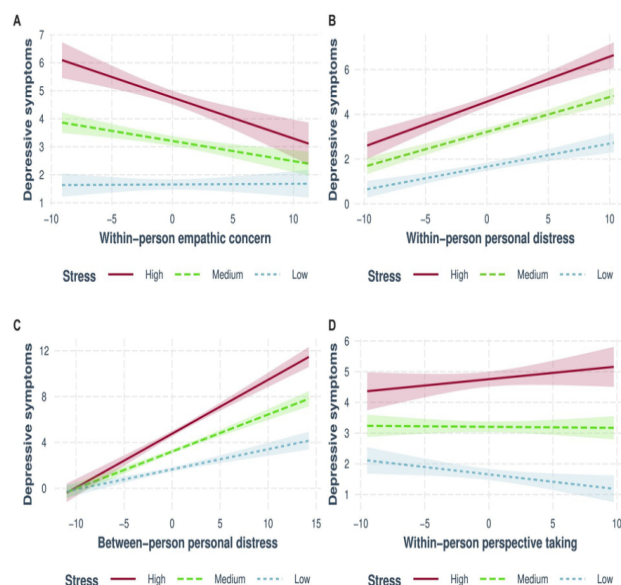 A
Depressive symptoms
7
6
5
4
3
2
1
−10 −5 0 5 10
Within−person empathic concern
Stress High Medium Low
B
Depressive symptoms
6
4
2
0
−10 −5 0 5 10
Within−person personal distress
Stress High Medium Low
C
Depressive symptoms
12
8
4
0
−10 −5 0 5 10 15
Between−person personal distress
Stress High Medium Low
D
Depressive symptoms
6
5
4
3
2
1
−10 −5 0 5 10
Within−person perspective taking
Stress High Medium Low